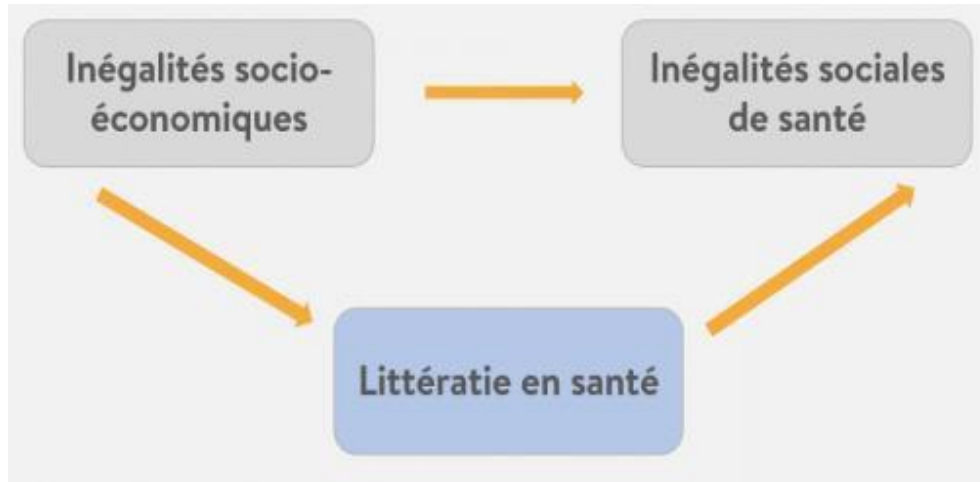 Inégalités socio-
économiques
Inégalités sociales
de santé
Littératie en santé